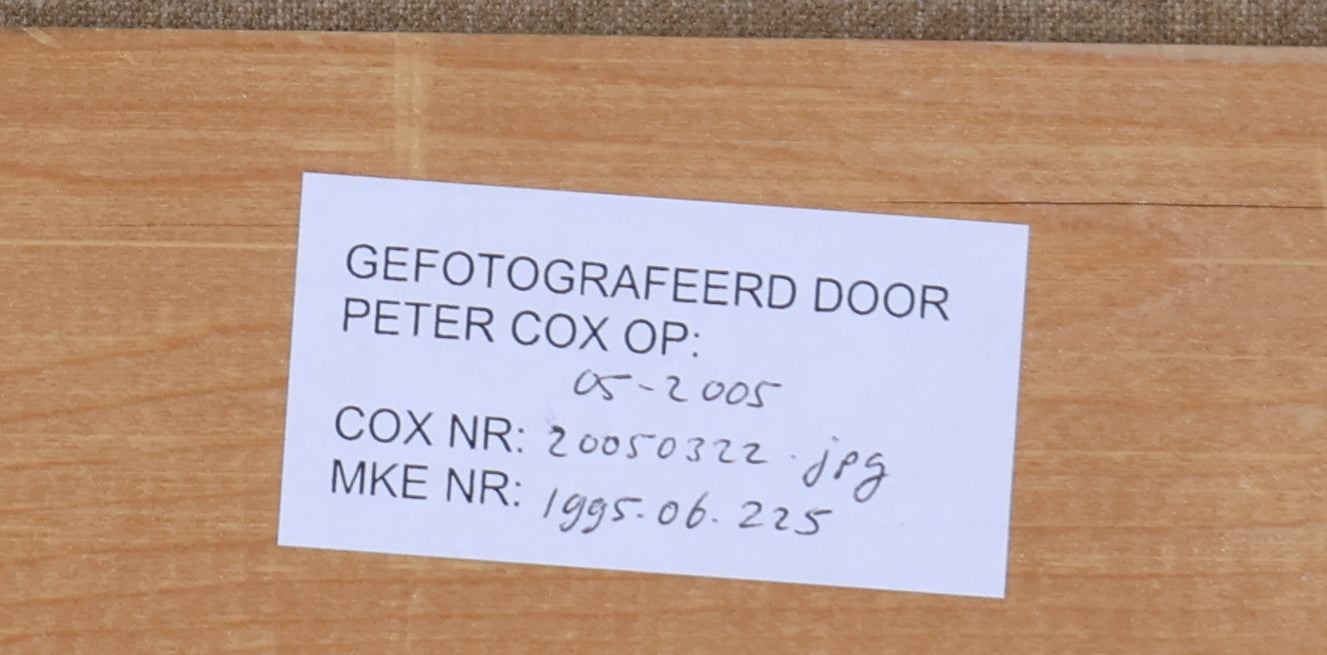 GEFOTOGRAFEERD DOOR
PETER COX OP:
05-2005
COX NR: 20050322.jpg
MKE NR: 1995.06.225